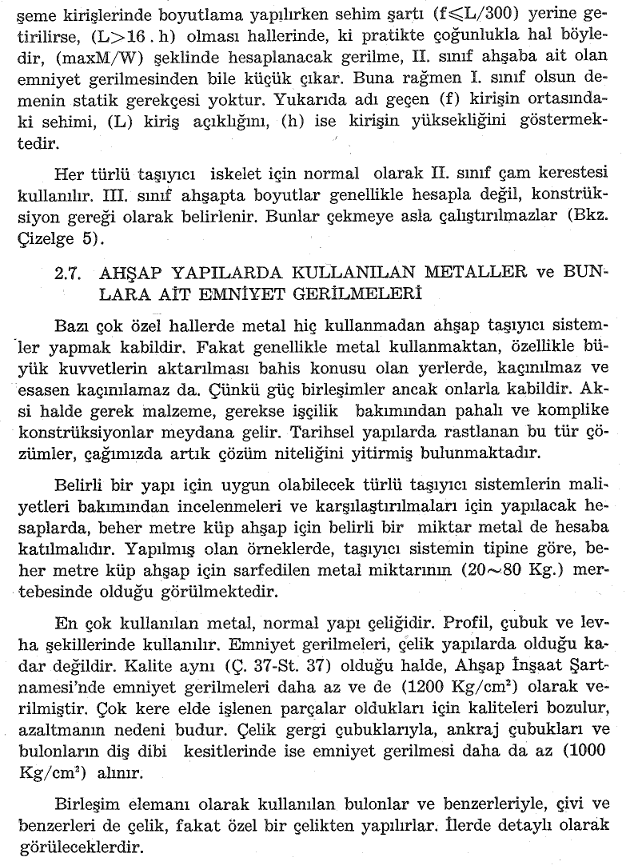 şeme kirişlerinde boyutlama yapılırken sehim şartı (f⩽L/300) yerine ge-
tirilirse, (L>16 . h) olması hallerinde, ki pratikte çoğunlukla hal böyle-
dir, (maxM/W) şeklinde hesaplanacak gerilme, II. sınıf ahşaba ait olan
emniyet gerilmesinden bile küçük çıkar. Buna rağmen I. sınıf olsun de-
menin statik gerekçesi yoktur. Yukarıda adı geçen (f) kirişin ortasında-
ki sehimi, (L) kiriş açıklığını, (h) ise kirişin yüksekliğini göstermek-
tedir.
Her türlü taşıyıcı iskelet için normal olarak II. sınıf çam kerestesi
kullanılır. III. sınıf ahşapta boyutlar genellikle hesapla değil, konstrük-
siyon gereği olarak belirlenir. Bunlar çekmeye asla çalıştırılmazlar (Bkz.
Çizelge 5).
2.7. AHŞAP YAPILARDA KULLANILAN METALLER ve BUN-
LARA AİT EMNİYET GERİLMELERİ
Bazı çok özel hallerde metal hiç kullanmadan ahşap taşıyıcı sistem-
ler yapmak kabildir. Fakat genellikle metal kullanmaktan, özellikle bü-
yük kuvvetlerin aktarılması bahis konusu olan yerlerde, kaçınılmaz ve
esasen kaçınılamaz da. Çünkü güç birleşimler ancak onlarla kabildir. Ak-
si halde gerek malzeme, gerekse işçilik bakımından pahalı ve komplike
konstrüksiyonlar meydana gelir. Tarihsel yapılarda rastlanan bu tür çö-
zümler, çağımızda artık çözüm niteliğini yitirmiş bulunmaktadır.
Belirli bir yapı için uygun olabilecek türlü taşıyıcı sistemlerin mali-
yetleri bakımından incelenmeleri ve karşılaştırılmaları için yapılacak he-
saplarda, beher metre küp ahşap için belirli bir miktar metal de hesaba
katılmalıdır. Yapılmış olan örneklerde, taşıyıcı sistemin tipine göre, be-
her metre küp ahşap için sarfedilen metal miktarının (20~80 Kg.) mer-
tebesinde olduğu görülmektedir.
En çok kullanılan metal, normal yapı çeliğidir. Profil, çubuk ve lev-
ha şekillerinde kullanılır. Emniyet gerilmeleri, çelik yapılarda olduğu ka-
dar değildir. Kalite aynı (Ç. 37-St. 37) olduğu halde, Ahşap İnşaat Şart-
namesi'nde emniyet gerilmeleri daha az ve de (1200 Kg/cm²) olarak ve-
rilmiştir. Çok kere elde işlenen parçalar oldukları için kaliteleri bozulur,
azaltmanın nedeni budur. Çelik gergi çubuklarıyla, ankraj çubukları ve
bulonların diş dibi kesitlerinde ise emniyet gerilmesi daha da az (1000
Kg/cm²) alınır.
Birleşim elemanı olarak kullanılan bulonlar ve benzerleriyle, çivi ve
benzerleri de çelik, fakat özel bir çelikten yapılırlar. İlerde detaylı olarak
görüleceklerdir.